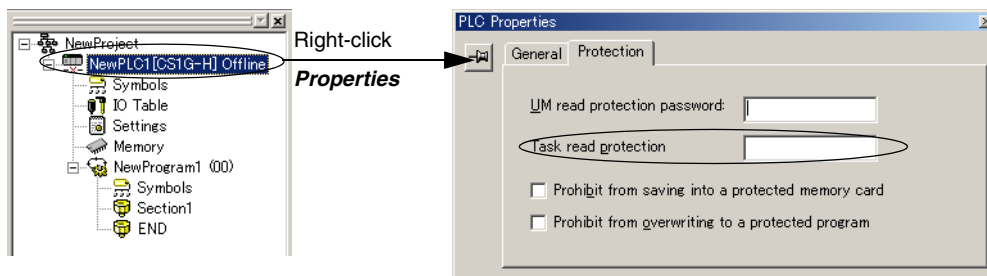 NewProject
NewPLC1[CS1G-H] Offline
Symbols
IO Table
Settings
Memory
NewProgram1 (00)
Symbols
Section1
END
Right-click
Properties
PLC Properties
General
Protection
UM read protection password:
Task read protection
Prohibit from saving into a protected memory card
Prohibit from overwriting to a protected program